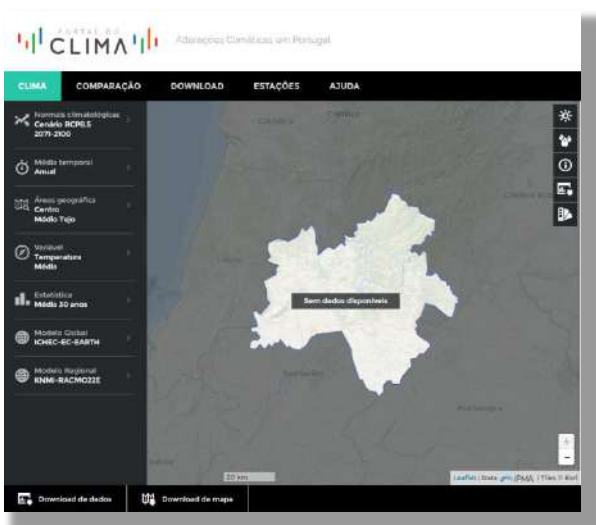 PORTAL DO
CLIMA
Alterações Climáticas em Portugal
CLIMA
COMPARAÇÃO
DOWNLOAD
ESTAÇÕES
AJUDA
Normais climatológicas
Cenário RCP8.5
2071-2100
Média temporal
Anual
Áreas geográfica
Centro
Médio Tejo
Variável
Temperatura
Média
Estatística
Média 30 anos
Modelo Global
ICHEC-EC-EARTH
Modelo Regional
KNMI-RACMO22E
Sem dados disponíveis
Santarém
Portalegre
20 km
+
-
Leaflet | Data
IPMA | Tiles © Esri
Download de dados
Download de mapa